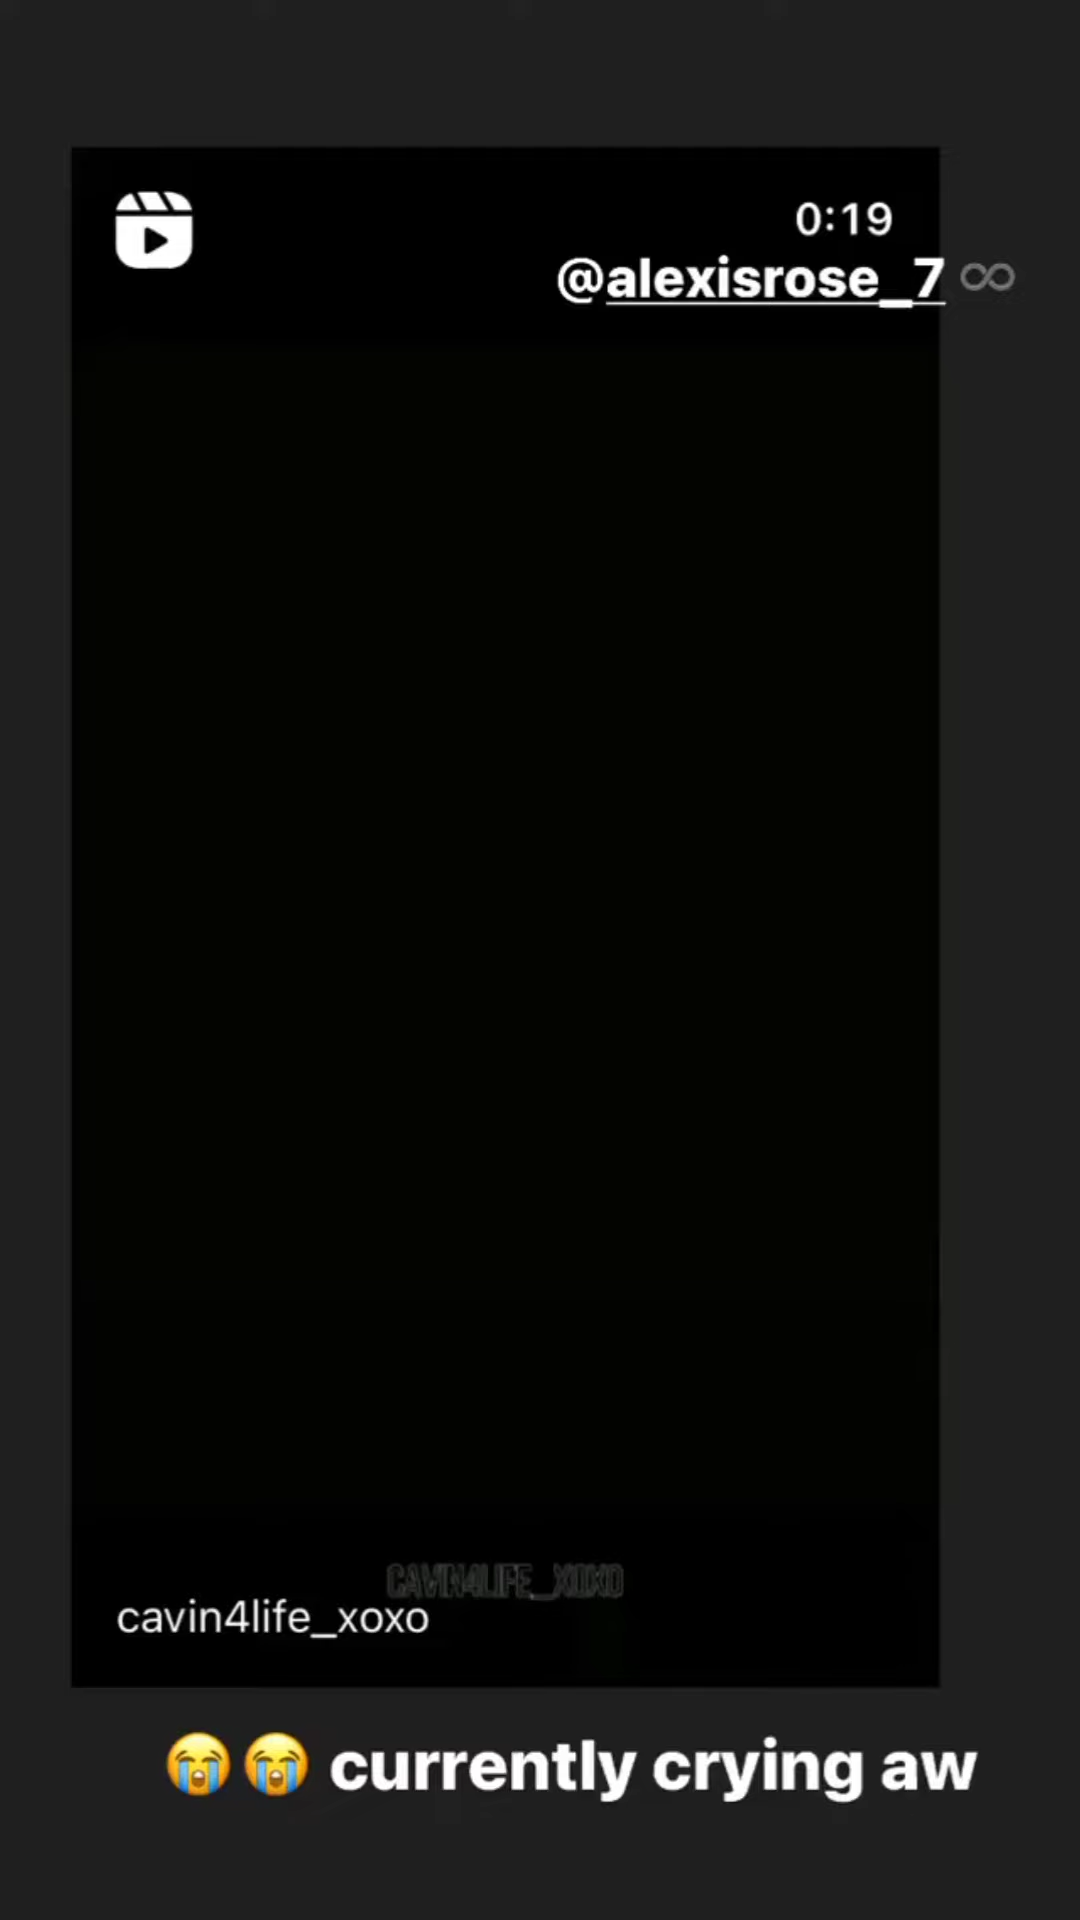 0:19
@alexisrose_7 ∞
CAVIN4LIFE_XOXO
cavin4life_xoxo
😭😭 currently crying aw